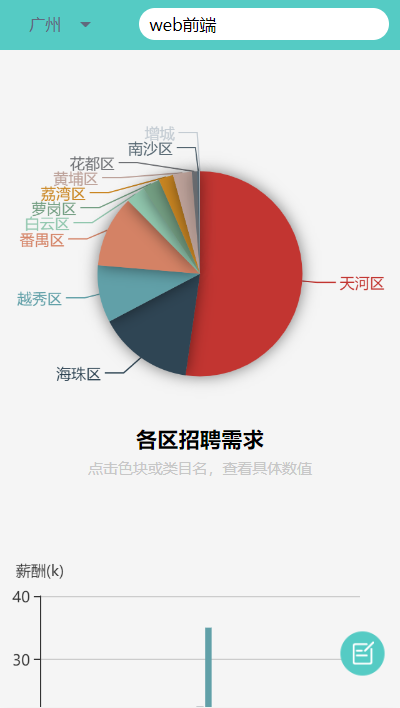 广州
web前端
增城
南沙区
花都区
黄埔区
荔湾区
萝岗区
白云区
番禺区
天河区
越秀区
海珠区
各区招聘需求
点击色块或类目名，查看具体数值
薪酬(k)
40
30